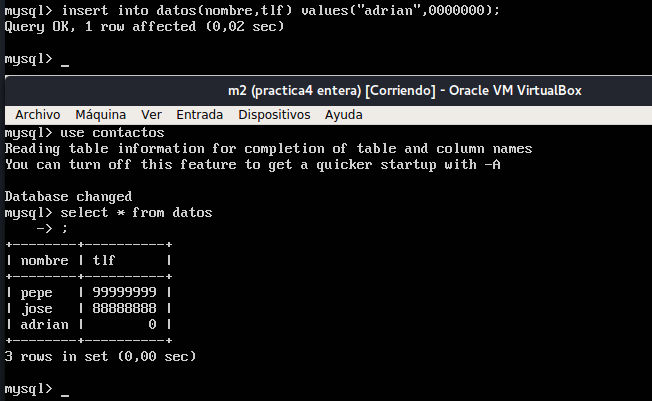 mysql> insert into datos(nombre,tlf) values("adrian",0000000);
Query OK, 1 row affected (0,02 sec)
mysql> _
m2 (practica4 entera) [Corriendo] - Oracle VM VirtualBox
Archivo Máquina Ver Entrada Dispositivos Ayuda
mysql> use contactos
Reading table information for completion of table and column names
You can turn off this feature to get a quicker startup with -A
Database changed
mysql> select * from datos
    -> ;
+--------+----------+
| nombre | tlf      |
+--------+----------+
| pepe   | 99999999 |
| jose   | 88888888 |
| adrian |        0 |
+--------+----------+
3 rows in set (0,00 sec)
mysql> _